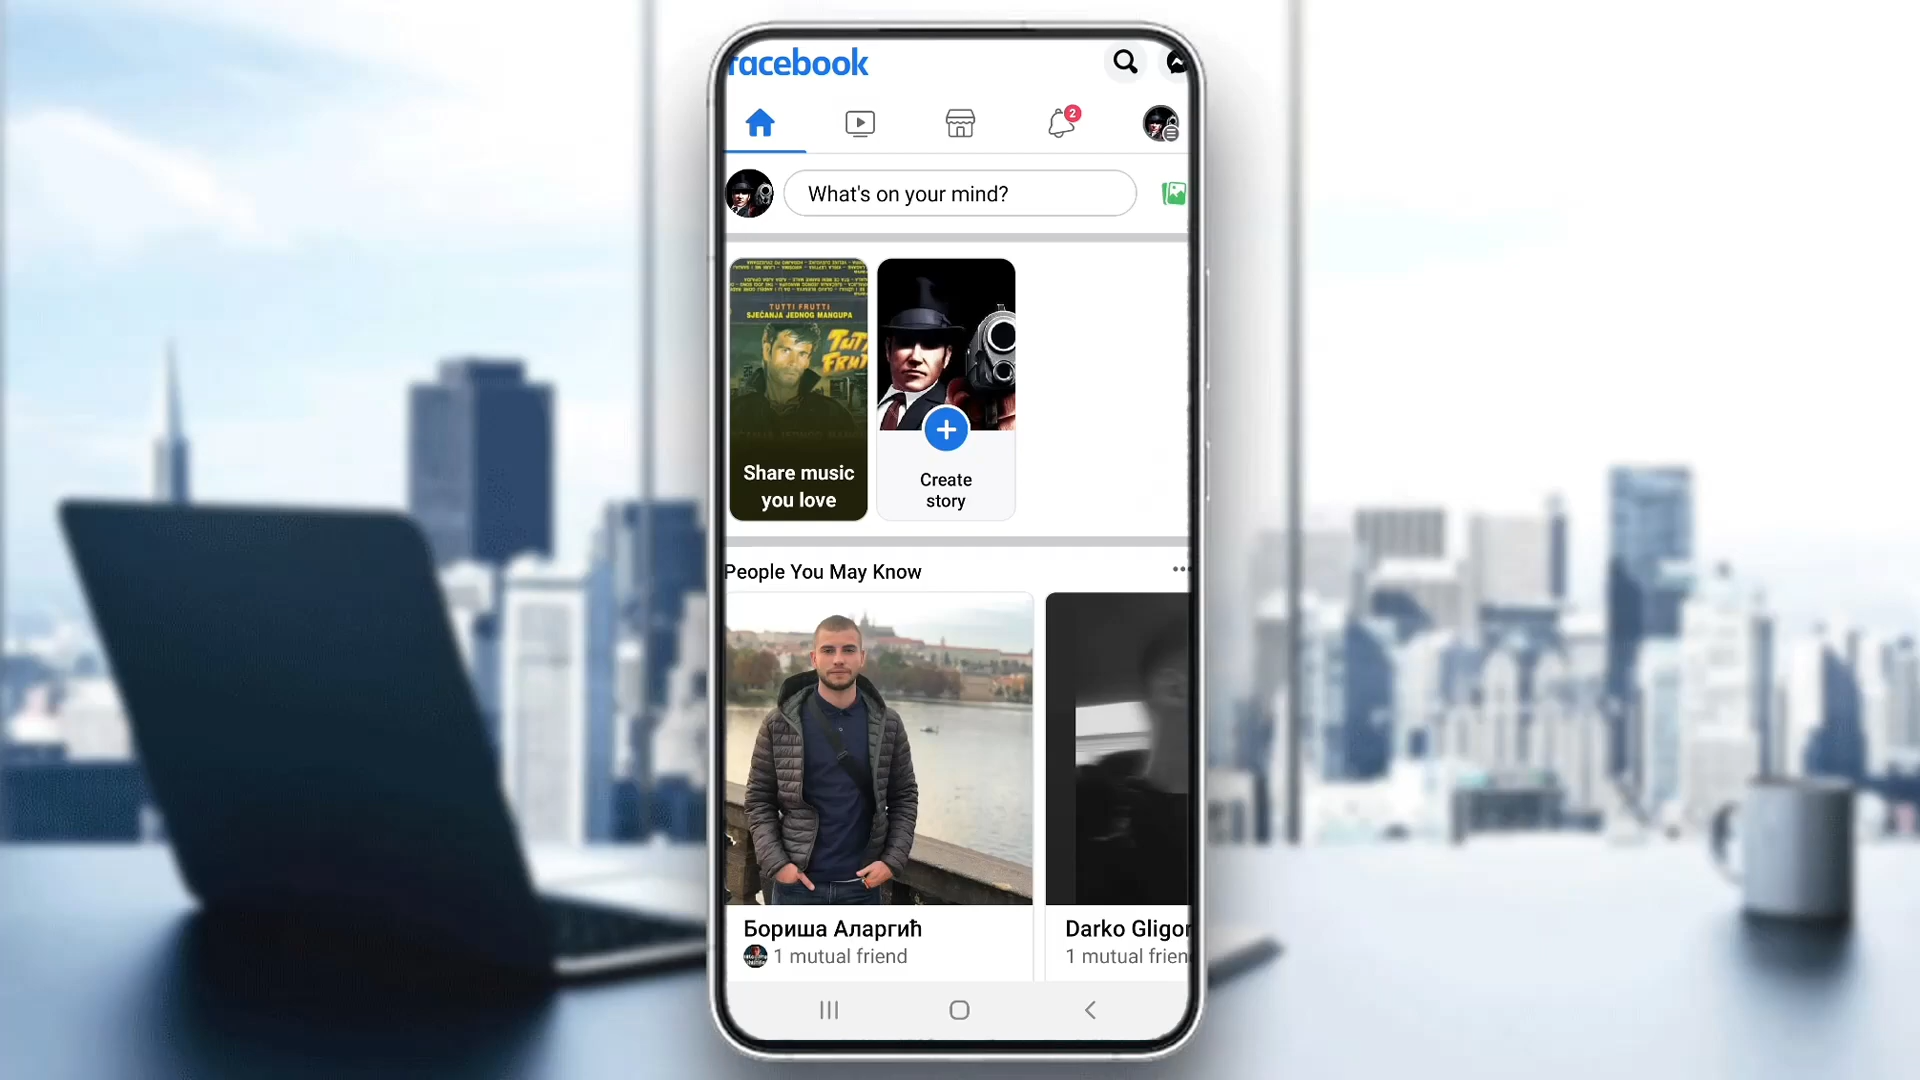 facebook
2
What's on your mind?
TUTTI FRUTTI
SJEĆANJA JEDNOG MANGUPA
Share music
you love
Create
story
People You May Know
Бориша Аларгић
1 mutual friend
Darko Gligor
1 mutual frien